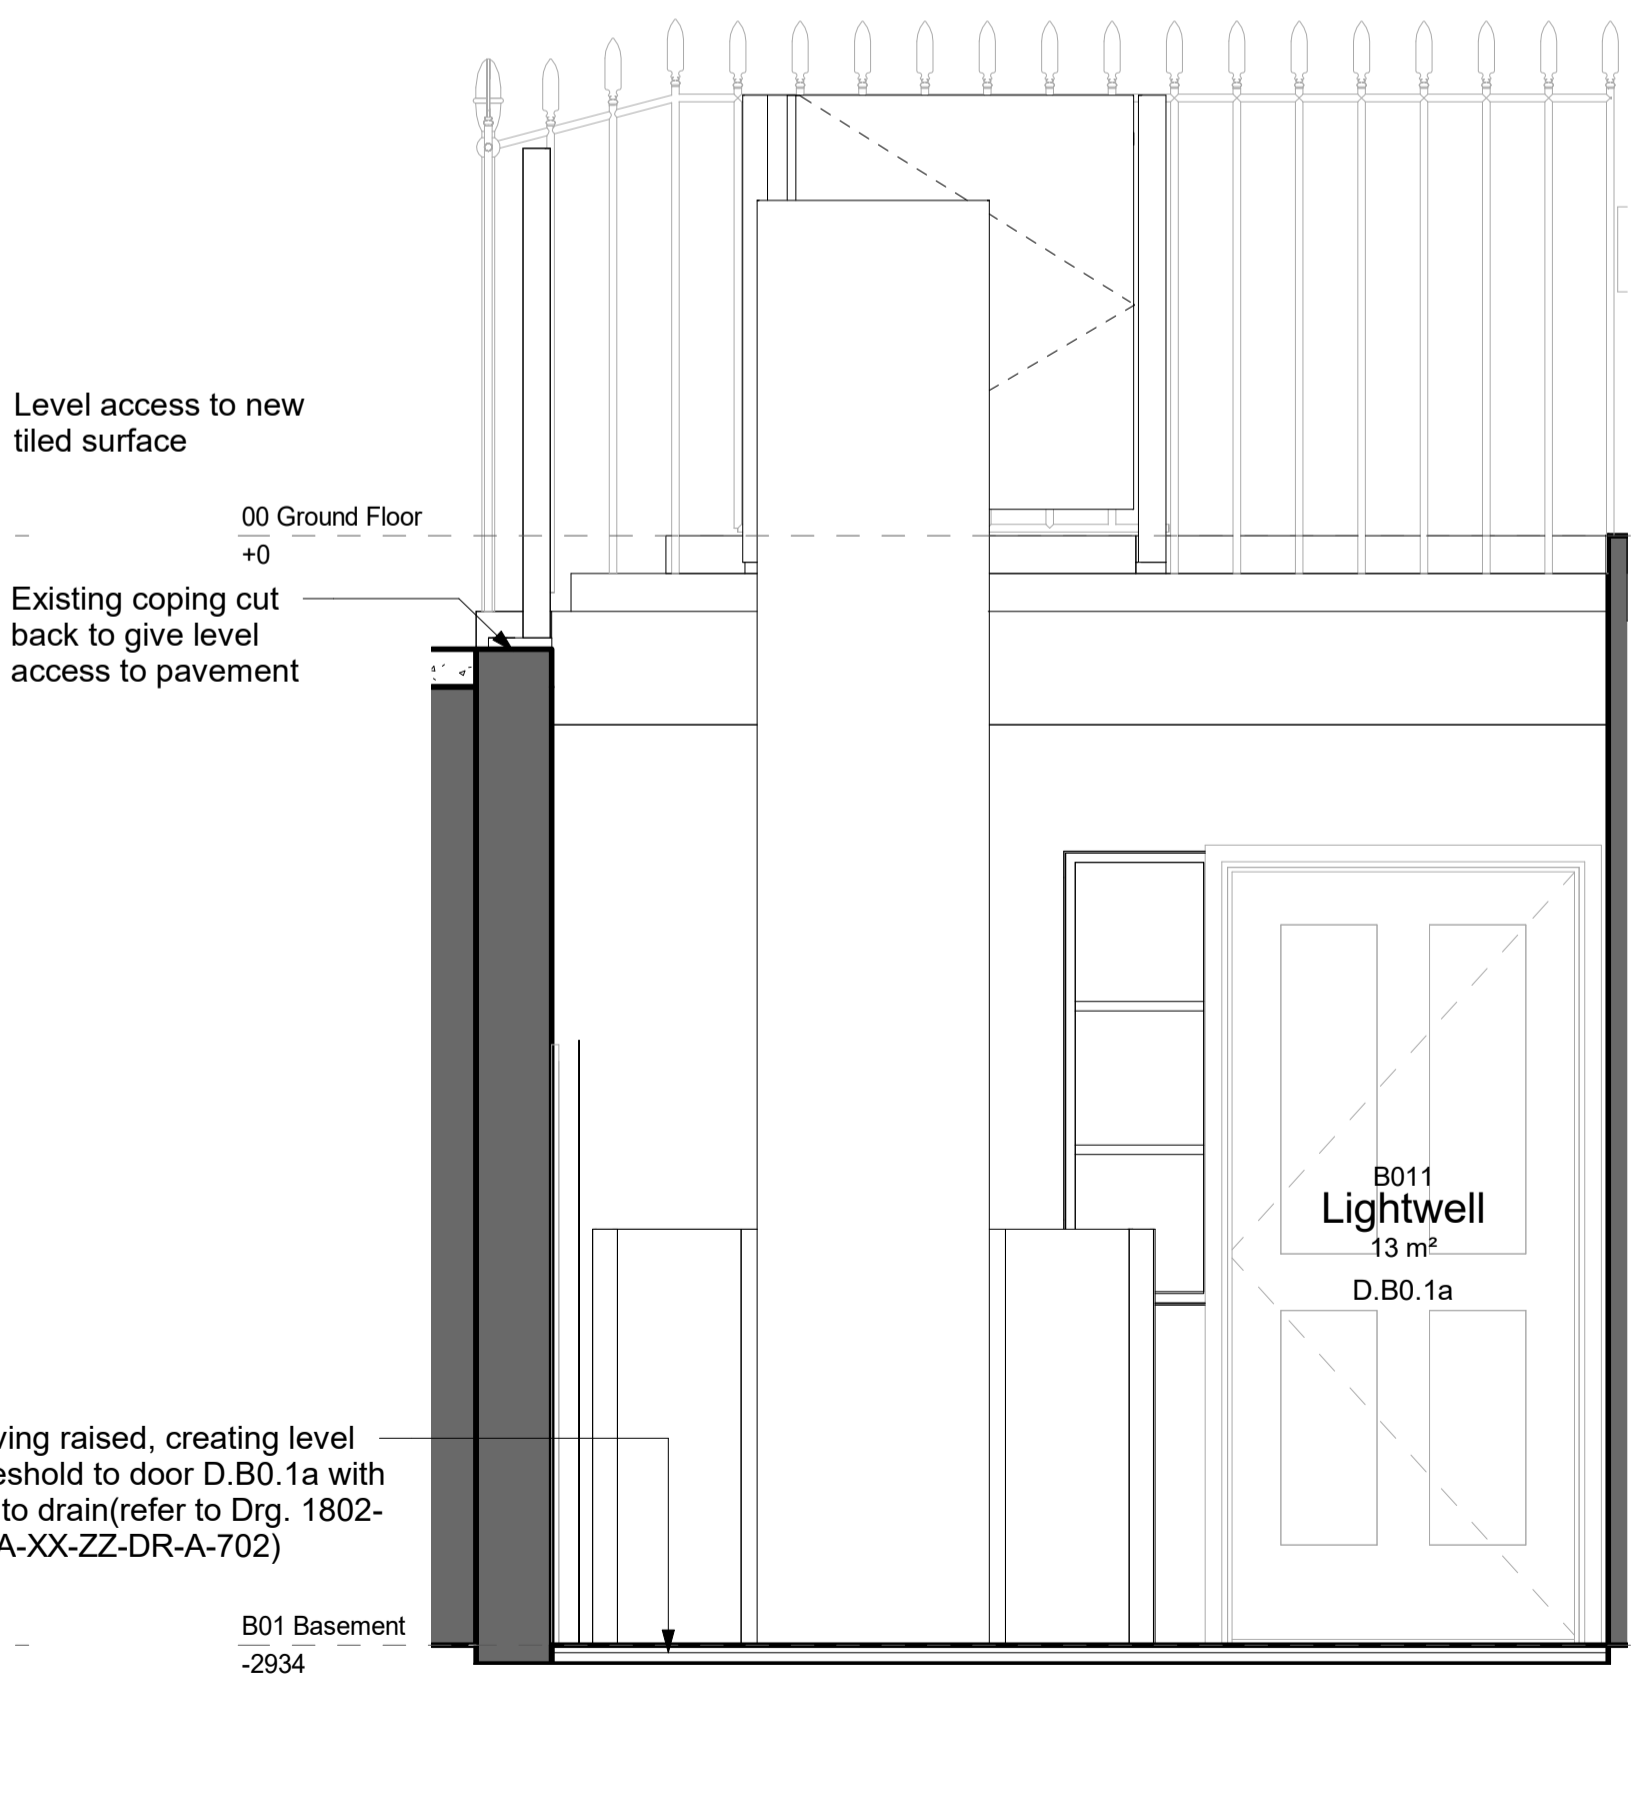 Level access to new
tiled surface
00 Ground Floor
+0
Existing coping cut
back to give level
access to pavement
B011
Lightwell
13 m²
D.B0.1a
raised, creating level
to door D.B0.1a with
to drain(refer to Drg. 1802-
A-XX-ZZ-DR-A-702)
B01 Basement
-2934